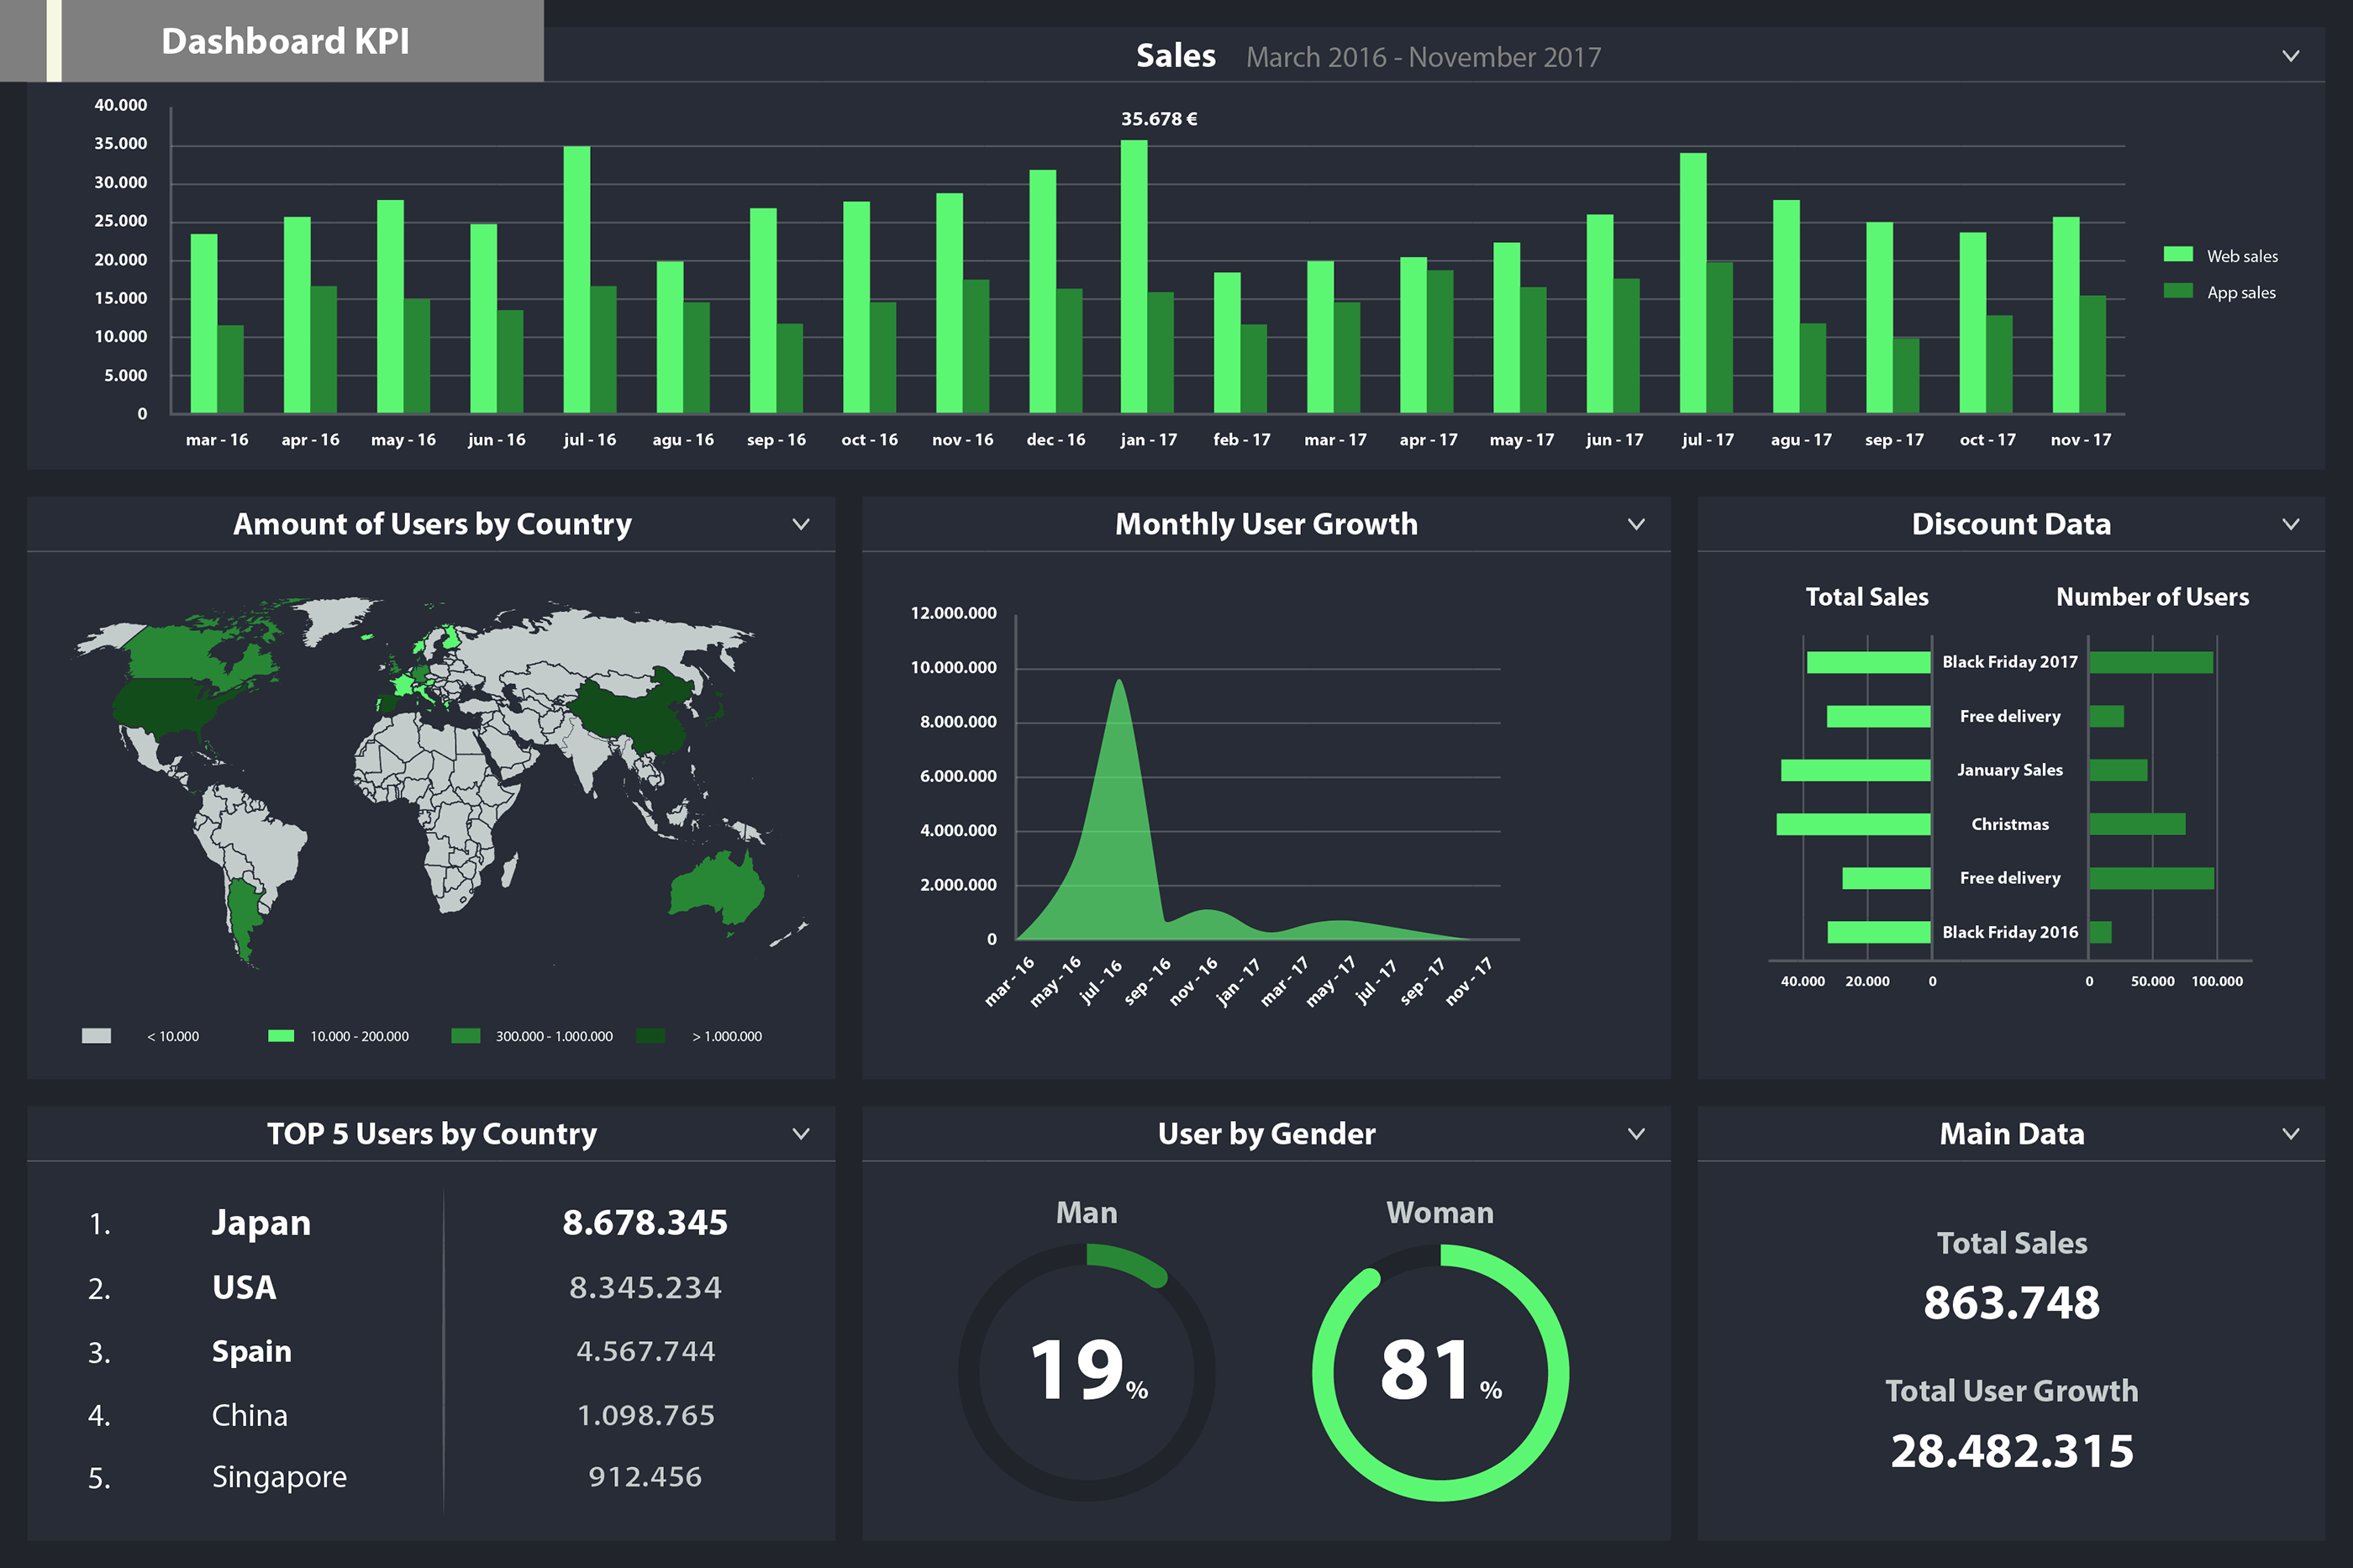 Dashboard KPI
Sales March 2016 - November 2017
40.000
35.678 €
35.000
30.000
25.000
20.000
15.000
10.000
5.000
0
Web sales
App sales
mar - 16 apr - 16 may - 16 jun - 16 jul - 16 agu - 16 sep - 16 oct - 16 nov - 16 dec - 16 jan - 17 feb - 17 mar - 17 apr - 17 may - 17 jun - 17 jul - 17 agu - 17 sep - 17 oct - 17 nov - 17
Amount of Users by Country
< 10.000 10.000 - 200.000 300.000 - 1.000.000 > 1.000.000
Monthly User Growth
12.000.000
10.000.000
8.000.000
6.000.000
4.000.000
2.000.000
0
mar - 16 may - 16 jul - 16 sep - 16 nov - 16 jan - 17 mar - 17 may - 17 jul - 17 sep - 17 nov - 17
Discount Data
Total Sales Number of Users
Black Friday 2017
Free delivery
January Sales
Christmas
Free delivery
Black Friday 2016
40.000 20.000 0 0 50.000 100.000
TOP 5 Users by Country
1. Japan 8.678.345
2. USA 8.345.234
3. Spain 4.567.744
4. China 1.098.765
5. Singapore 912.456
User by Gender
Man Woman
19 % 81 %
Main Data
Total Sales
863.748
Total User Growth
28.482.315